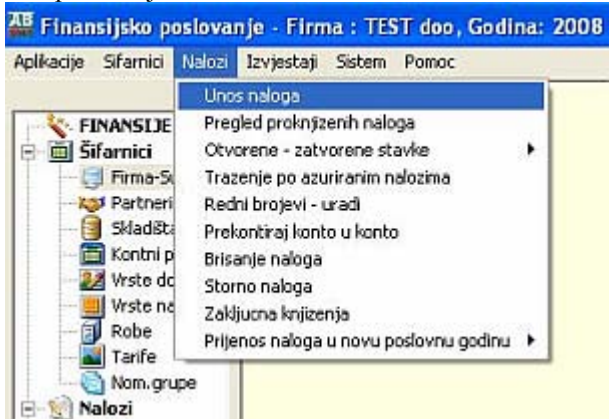 AB Finansijsko poslovanje - Firma : TEST doo, Godina: 2008
Aplikacije Sifarnici Nalozi Izvjestaji Sistem Pomoc
Unos naloga
Pregled proknjizenih naloga
Otvorene - zatvorene stavke
Trazenje po azuriranim nalozima
Redni brojevi - uradi
Prekontiraj konto u konto
Brisanje naloga
Storno naloga
Zakljucna knjizenja
Prijenos naloga u novu poslovnu godinu
FINANSIJE
Šifarnici
Firma-Su
Partneri
Skladišta
Kontni p
Vrste do
Vrste na
Robe
Tarife
Nom.grupe
Nalozi